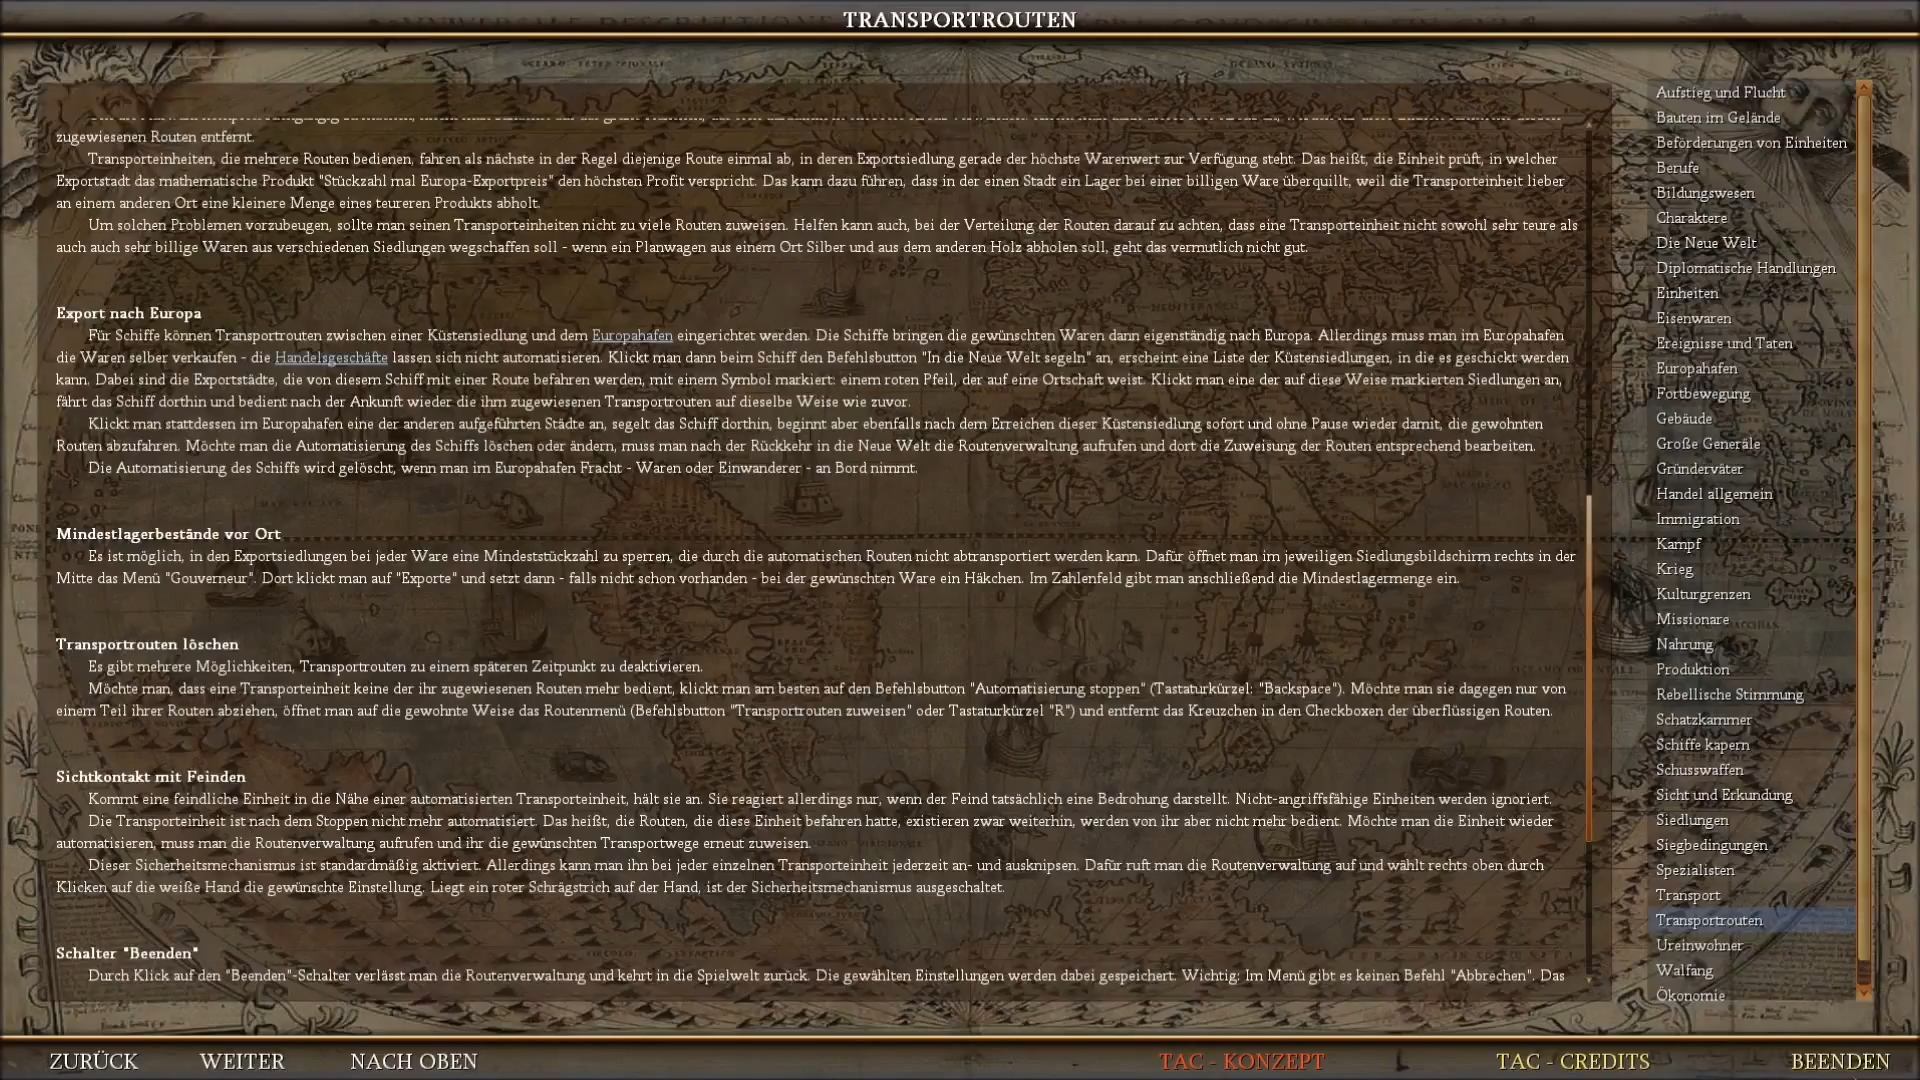 TRANSPORTROUTEN
zugewiesenen Routen entfernt.
Transporteinheiten, die mehrere Routen bedienen, fahren als nächste in der Regel diejenige Route einmal ab, in deren Exportsiedlung gerade der höchste Warenwert zur Verfügung steht. Das heißt, die Einheit prüft, in welcher
Exportstadt das mathematische Produkt "Stückzahl mal Europa-Exportpreis" den höchsten Profit verspricht. Das kann dazu führen, dass in der einen Stadt ein Lager bei einer billigen Ware überquillt, weil die Transporteinheit lieber
an einem anderen Ort eine kleinere Menge eines teureren Produkts abholt.
Um solchen Problemen vorzubeugen, sollte man seinen Transporteinheiten nicht zu viele Routen zuweisen. Helfen kann auch, bei der Verteilung der Routen darauf zu achten, dass eine Transporteinheit nicht sowohl sehr teure als
auch auch sehr billige Waren aus verschiedenen Siedlungen wegschaffen soll - wenn ein Planwagen aus einem Ort Silber und aus dem anderen Holz abholen soll, geht das vermutlich nicht gut.
Export nach Europa
Für Schiffe können Transportrouten zwischen einer Küstensiedlung und dem Europahafen eingerichtet werden. Die Schiffe bringen die gewünschten Waren dann eigenständig nach Europa. Allerdings muss man im Europahafen
die Waren selber verkaufen - die Handelsgeschäfte lassen sich nicht automatisieren. Klickt man dann beim Schiff den Befehlsbutton "In die Neue Welt segeln" an, erscheint eine Liste der Küstensiedlungen, in die es geschickt werden
kann. Dabei sind die Exportstädte, die von diesem Schiff mit einer Route befahren werden, mit einem Symbol markiert: einem roten Pfeil, der auf eine Ortschaft weist. Klickt man eine der auf diese Weise markierten Siedlungen an,
fährt das Schiff dorthin und bedient nach der Ankunft wieder die ihm zugewiesenen Transportrouten auf dieselbe Weise wie zuvor.
Klickt man stattdessen im Europahafen eine der anderen aufgeführten Städte an, segelt das Schiff dorthin, beginnt aber ebenfalls nach dem Erreichen dieser Küstensiedlung sofort und ohne Pause wieder damit, die gewohnten
Routen abzufahren. Möchte man die Automatisierung des Schiffs löschen oder ändern, muss man nach der Rückkehr in die Neue Welt die Routenverwaltung aufrufen und dort die Zuweisung der Routen entsprechend bearbeiten.
Die Automatisierung des Schiffs wird gelöscht, wenn man im Europahafen Fracht - Waren oder Einwanderer - an Bord nimmt.
Mindestlagerbestände vor Ort
Es ist möglich, in den Exportsiedlungen bei jeder Ware eine Mindeststückzahl zu sperren, die durch die automatischen Routen nicht abtransportiert werden kann. Dafür öffnet man im jeweiligen Siedlungsbildschirm rechts in der
Mitte das Menü "Gouverneur". Dort klickt man auf "Exporte" und setzt dann - falls nicht schon vorhanden - bei der gewünschten Ware ein Häkchen. Im Zahlenfeld gibt man anschließend die Mindestlagermenge ein.
Transportrouten löschen
Es gibt mehrere Möglichkeiten, Transportrouten zu einem späteren Zeitpunkt zu deaktivieren.
Möchte man, dass eine Transporteinheit keine der ihr zugewiesenen Routen mehr bedient, klickt man am besten auf den Befehlsbutton "Automatisierung stoppen" (Tastaturkürzel: "Backspace"). Möchte man sie dagegen nur von
einem Teil ihrer Routen abziehen, öffnet man auf die gewohnte Weise das Routenmenü (Befehlsbutton "Transportrouten zuweisen" oder Tastaturkürzel "R") und entfernt das Kreuzchen in den Checkboxen der überflüssigen Routen.
Sichtkontakt mit Feinden
Kommt eine feindliche Einheit in die Nähe einer automatisierten Transporteinheit, hält sie an. Sie reagiert allerdings nur, wenn der Feind tatsächlich eine Bedrohung darstellt. Nicht-angriffsfähige Einheiten werden ignoriert.
Die Transporteinheit ist nach dem Stoppen nicht mehr automatisiert. Das heißt, die Routen, die diese Einheit befahren hatte, existieren zwar weiterhin, werden von ihr aber nicht mehr bedient. Möchte man die Einheit wieder
automatisieren, muss man die Routenverwaltung aufrufen und ihr die gewünschten Transportwege erneut zuweisen.
Dieser Sicherheitsmechanismus ist standardmäßig aktiviert. Allerdings kann man ihn bei jeder einzelnen Transporteinheit jederzeit an- und ausknipsen. Dafür ruft man die Routenverwaltung auf und wählt rechts oben durch
Klicken auf die weiße Hand die gewünschte Einstellung. Liegt ein roter Schrägstrich auf der Hand, ist der Sicherheitsmechanismus ausgeschaltet.
Schalter "Beenden"
Durch Klick auf den "Beenden"-Schalter verlässt man die Routenverwaltung und kehrt in die Spielwelt zurück. Die gewählten Einstellungen werden dabei gespeichert. Wichtig: Im Menü gibt es keinen Befehl "Abbrechen". Das
Aufstieg und Flucht
Bauten im Gelände
Beförderungen von Einheiten
Berufe
Bildungswesen
Charaktere
Die Neue Welt
Diplomatische Handlungen
Einheiten
Eisenwaren
Ereignisse und Taten
Europahafen
Fortbewegung
Gebäude
Große Generäle
Gründerväter
Handel allgemein
Immigration
Kampf
Krieg
Kulturgrenzen
Missionare
Nahrung
Produktion
Rebellische Stimmung
Schatzkammer
Schiffe kapern
Schusswaffen
Sicht und Erkundung
Siedlungen
Siegbedingungen
Spezialisten
Transport
Transportrouten
Ureinwohner
Walfang
Ökonomie
ZURÜCK
WEITER
NACH OBEN
TAC - KONZEPT
TAC - CREDITS
BEENDEN